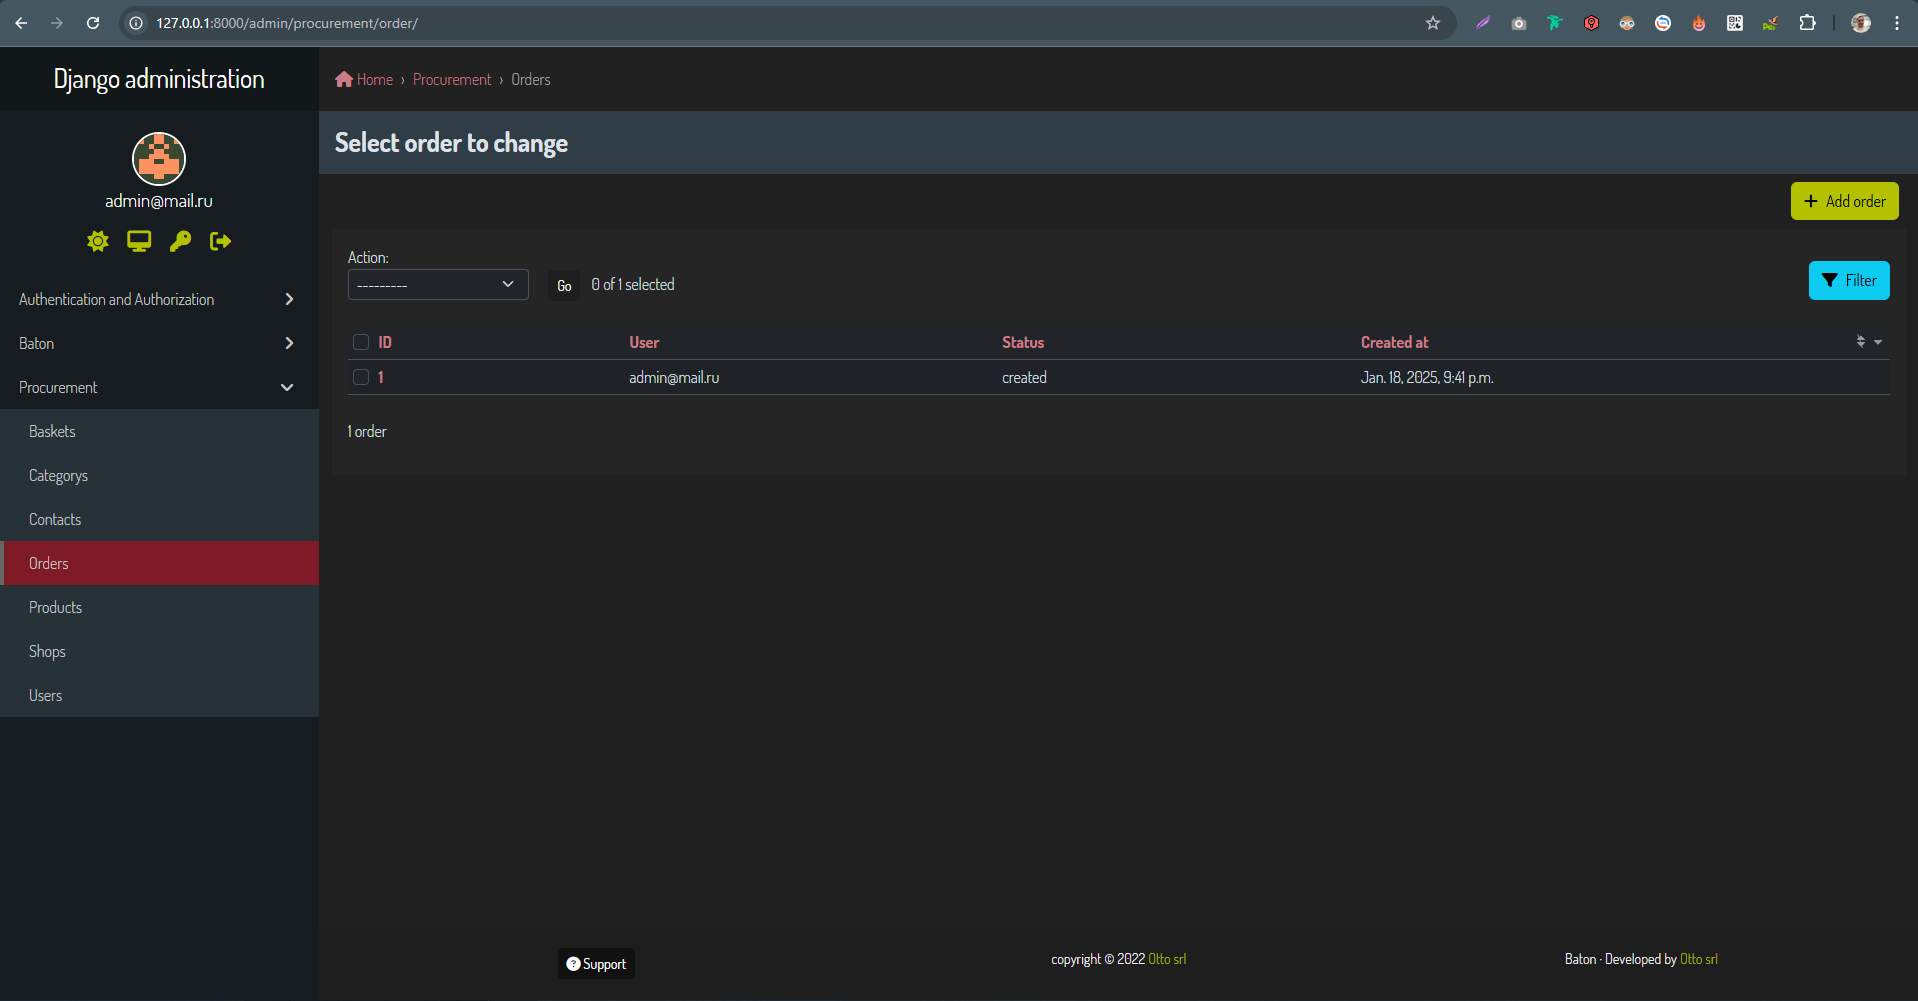 127.0.0.1:8000/admin/procurement/order/
Django administration
admin@mail.ru
Authentication and Authorization
Baton
Procurement
Baskets
Categorys
Contacts
Orders
Products
Shops
Users
Home › Procurement › Orders
Select order to change
Add order
Action:
---------
Go
0 of 1 selected
Filter
ID User Status Created at
1 admin@mail.ru created Jan. 18, 2025, 9:41 p.m.
1 order
Support
copyright © 2022 Otto srl
Baton · Developed by Otto srl